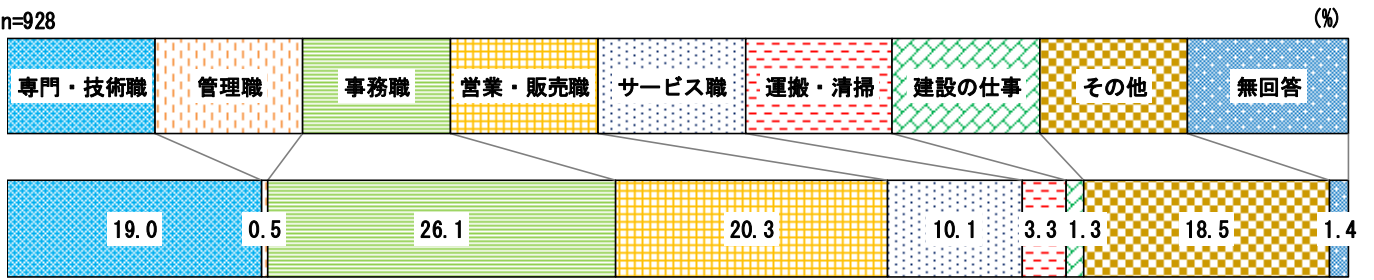 n=928
(%)
専門・技術職 管理職 事務職 営業・販売職 サービス職 運搬・清掃 建設の仕事 その他 無回答
19.0 0.5 26.1 20.3 10.1 3.3 1.3 18.5 1.4